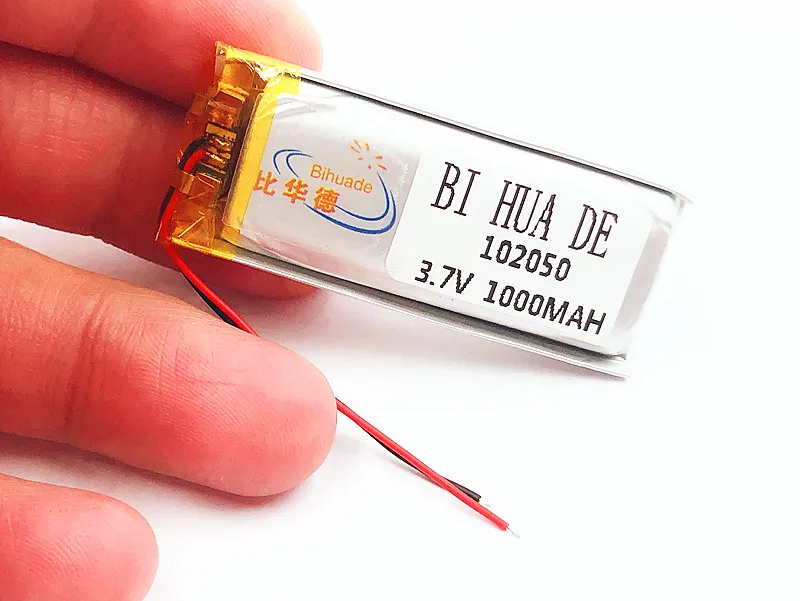 Bihuade
比华德
BI HUA DE
102050
3.7V 1000MAH